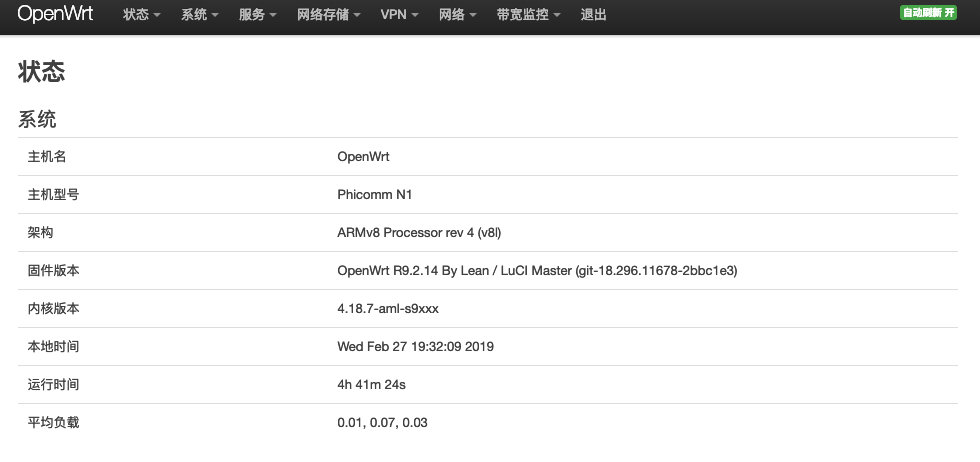 OpenWrt 状态 系统 服务 网络存储 VPN 网络 带宽监控 退出 自动刷新 开
状态
系统
主机名 OpenWrt
主机型号 Phicomm N1
架构 ARMv8 Processor rev 4 (v8l)
固件版本 OpenWrt R9.2.14 By Lean / LuCI Master (git-18.296.11678-2bbc1e3)
内核版本 4.18.7-aml-s9xxx
本地时间 Wed Feb 27 19:32:09 2019
运行时间 4h 41m 24s
平均负载 0.01, 0.07, 0.03